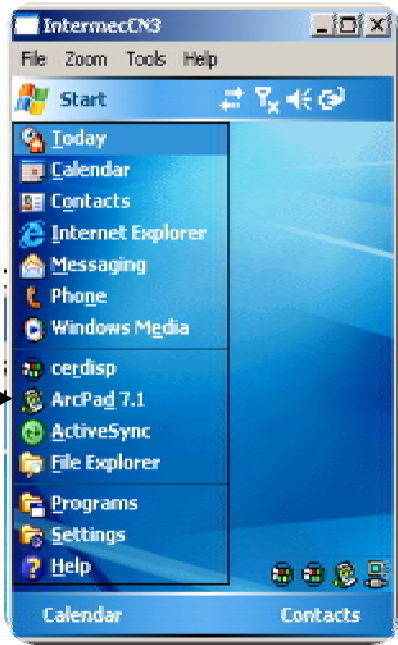 IntermecCN3
File Zoom Tools Help
Start
Today
Calendar
Contacts
Internet Explorer
Messaging
Phone
Windows Media
cerdisp
ArcPad 7.1
ActiveSync
File Explorer
Programs
Settings
Help
Calendar Contacts